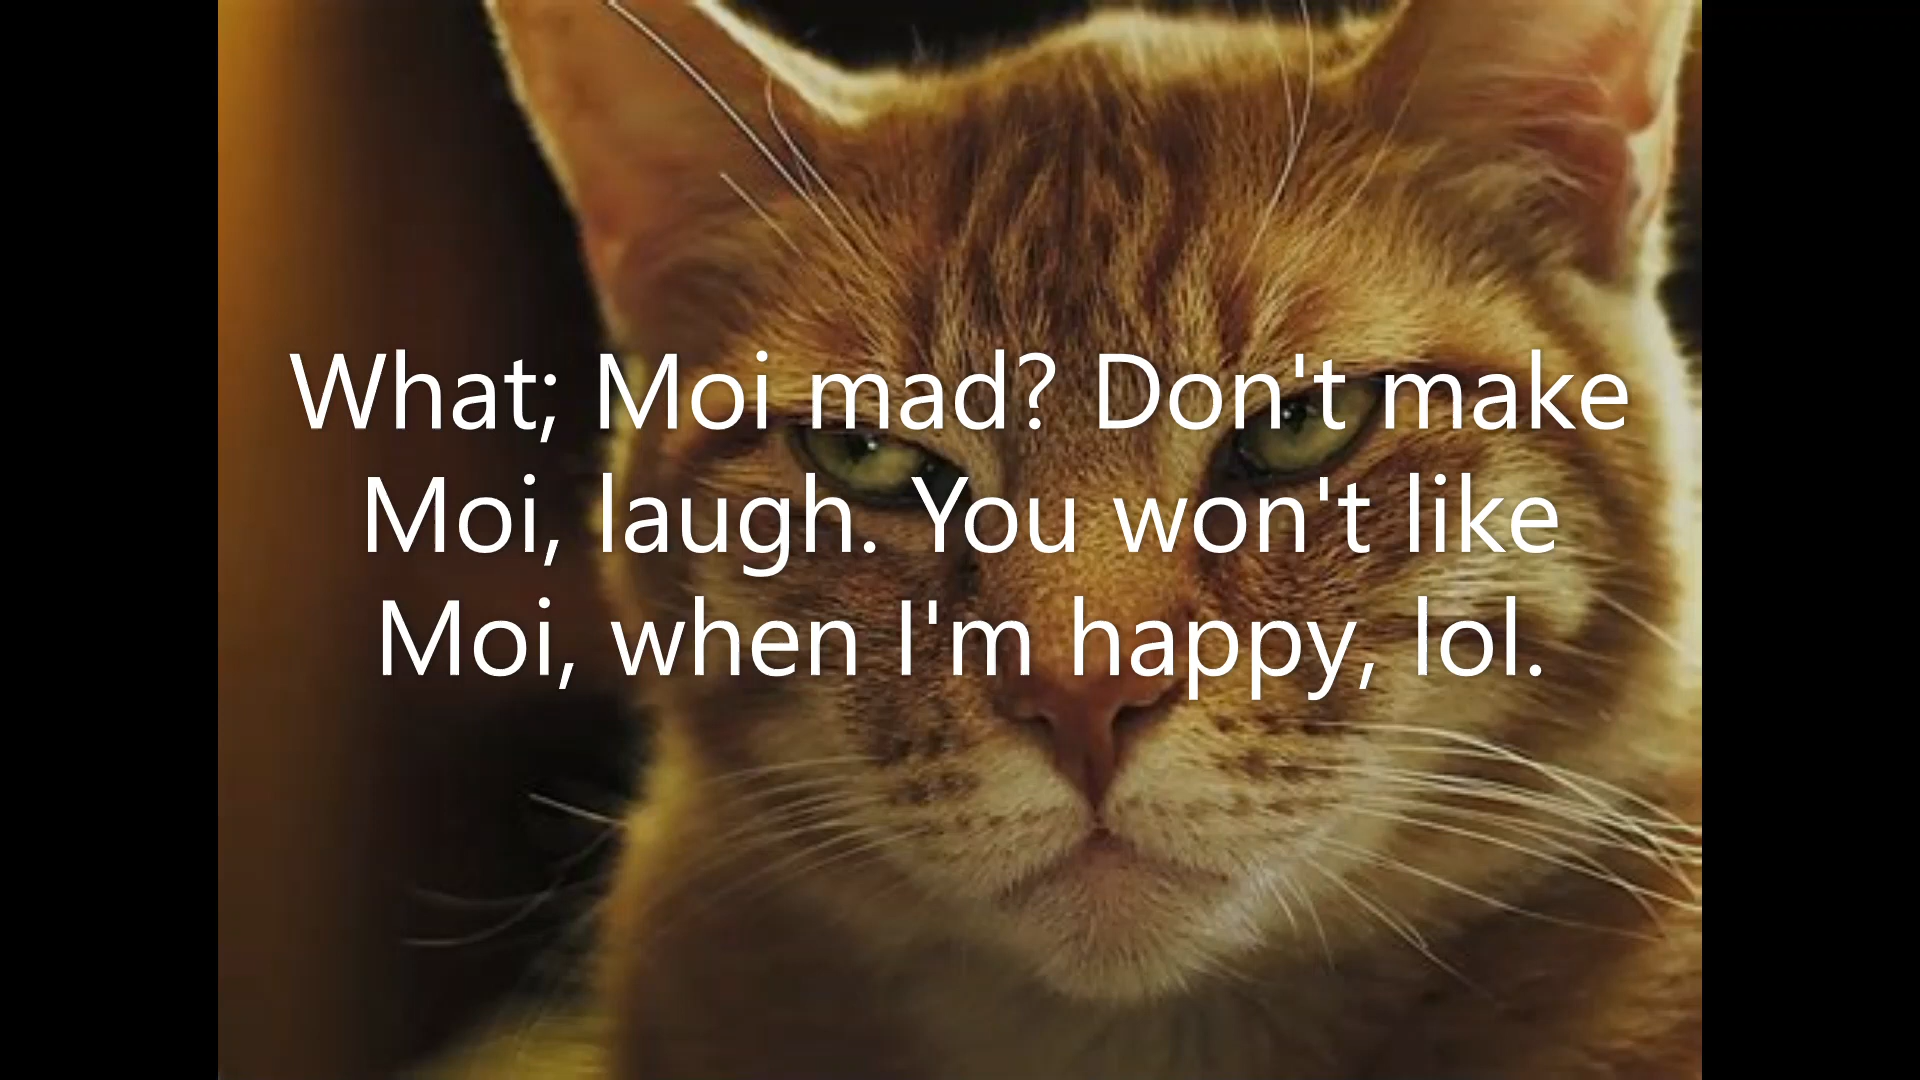 What; Moi mad? Don't make
Moi, laugh. You won't like
Moi, when I'm happy, lol.